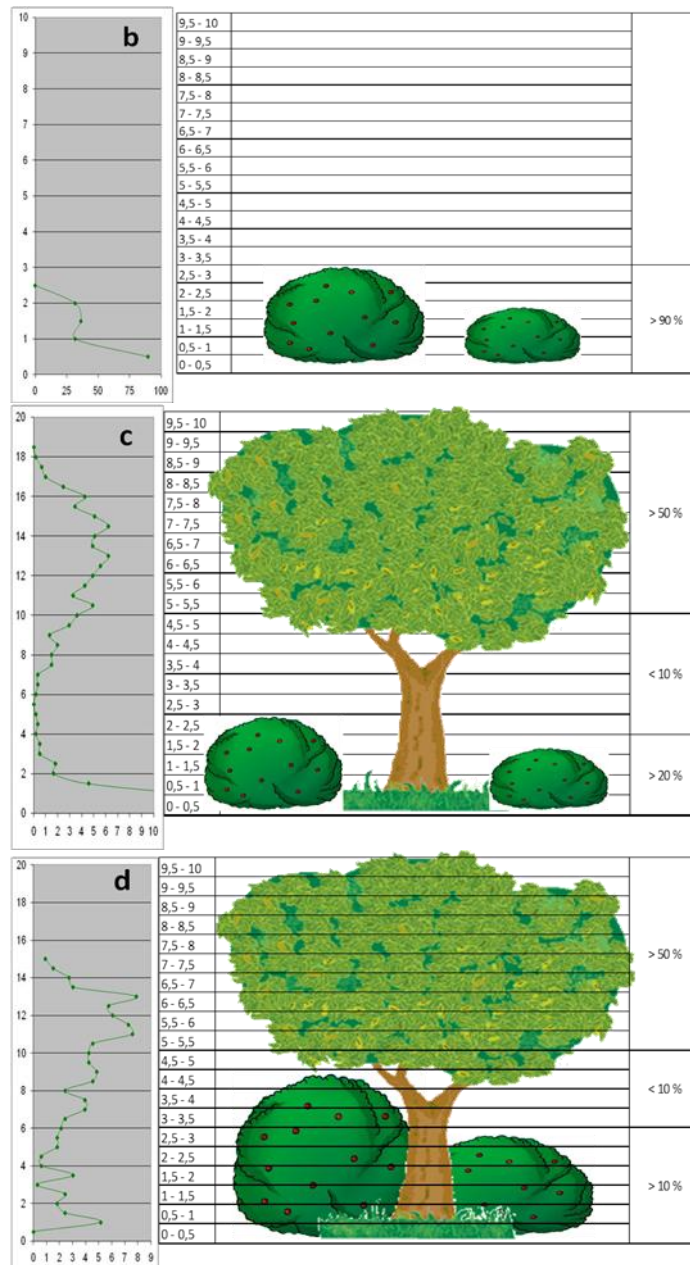 b
10
9
8
7
6
5
4
3
2
1
0
0 25 50 75 100
9,5 - 10
9 - 9,5
8,5 - 9
8 - 8,5
7,5 - 8
7 - 7,5
6,5 - 7
6 - 6,5
5,5 - 6
5 - 5,5
4,5 - 5
4 - 4,5
3,5 - 4
3 - 3,5
2,5 - 3
2 - 2,5
1,5 - 2
1 - 1,5
0,5 - 1
0 - 0,5
> 90 %
c
20
18
16
14
12
10
8
6
4
2
0
0 1 2 3 4 5 6 7 8 9 10
9,5 - 10
9 - 9,5
8,5 - 9
8 - 8,5
7,5 - 8
7 - 7,5
6,5 - 7
6 - 6,5
5,5 - 6
5 - 5,5
4,5 - 5
4 - 4,5
3,5 - 4
3 - 3,5
2,5 - 3
2 - 2,5
1,5 - 2
1 - 1,5
0,5 - 1
0 - 0,5
> 50 %
< 10 %
> 20 %
d
20
18
16
14
12
10
8
6
4
2
0
0 1 2 3 4 5 6 7 8 9
9,5 - 10
9 - 9,5
8,5 - 9
8 - 8,5
7,5 - 8
7 - 7,5
6,5 - 7
6 - 6,5
5,5 - 6
5 - 5,5
4,5 - 5
4 - 4,5
3,5 - 4
3 - 3,5
2,5 - 3
2 - 2,5
1,5 - 2
1 - 1,5
0,5 - 1
0 - 0,5
> 50 %
< 10 %
> 10 %